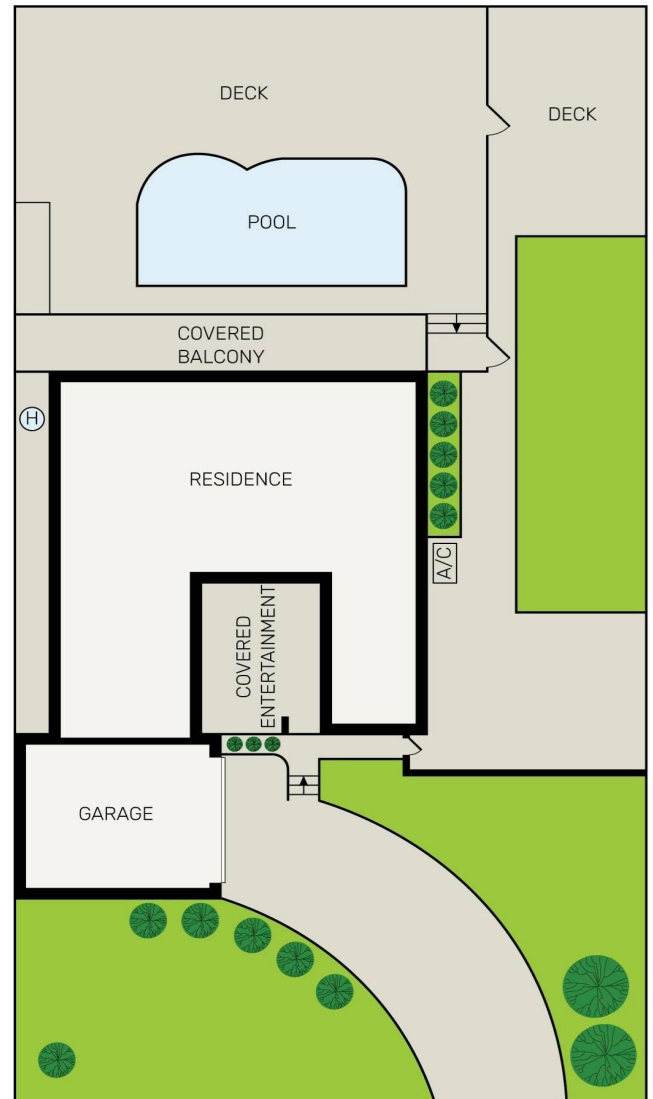 DECK
DECK
POOL
COVERED
BALCONY
H
RESIDENCE
A/C
COVERED
ENTERTAINMENT
GARAGE